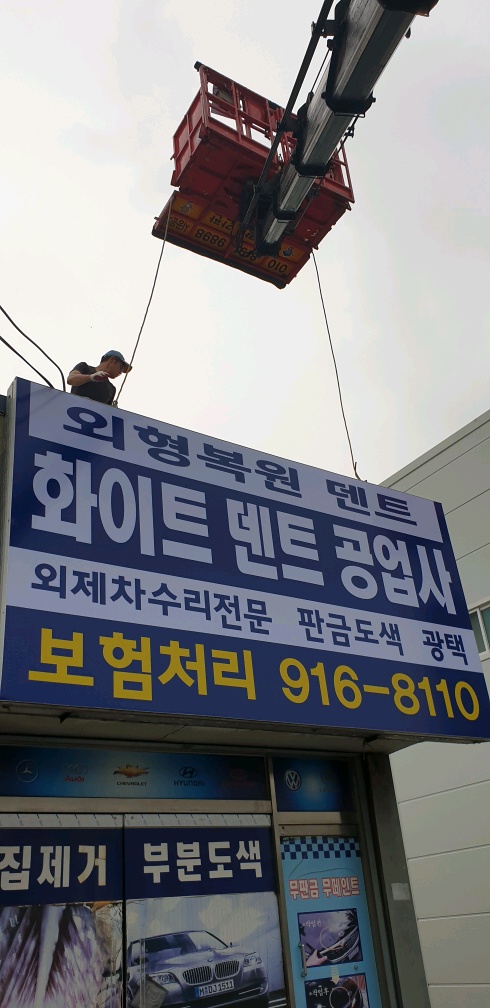 외형복원 덴트
화이트 덴트 공업사
외제차수리전문 판금도색 광택
보험처리 916-8110
Audi
CHEVROLET
HYUNDAI
집제거 부분도색
무판금 무페인트